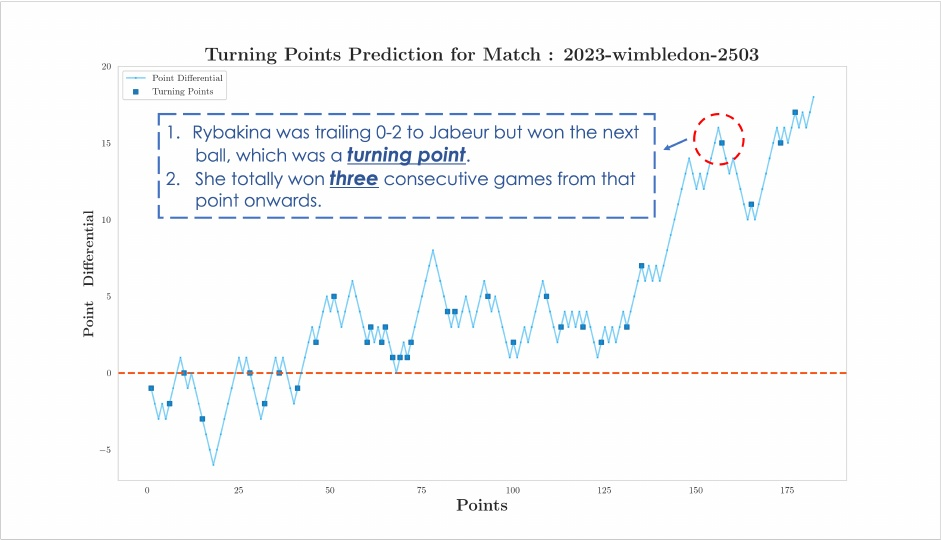 Turning Points Prediction for Match : 2023-wimbledon-2503
20
Point Differential
Turning Points
1. Rybakina was trailing 0-2 to Jabeur but won the next
ball, which was a turning point.
2. She totally won three consecutive games from that
point onwards.
15
10
5
0
−5
Point Differential
0 25 50 75 100 125 150 175
Points